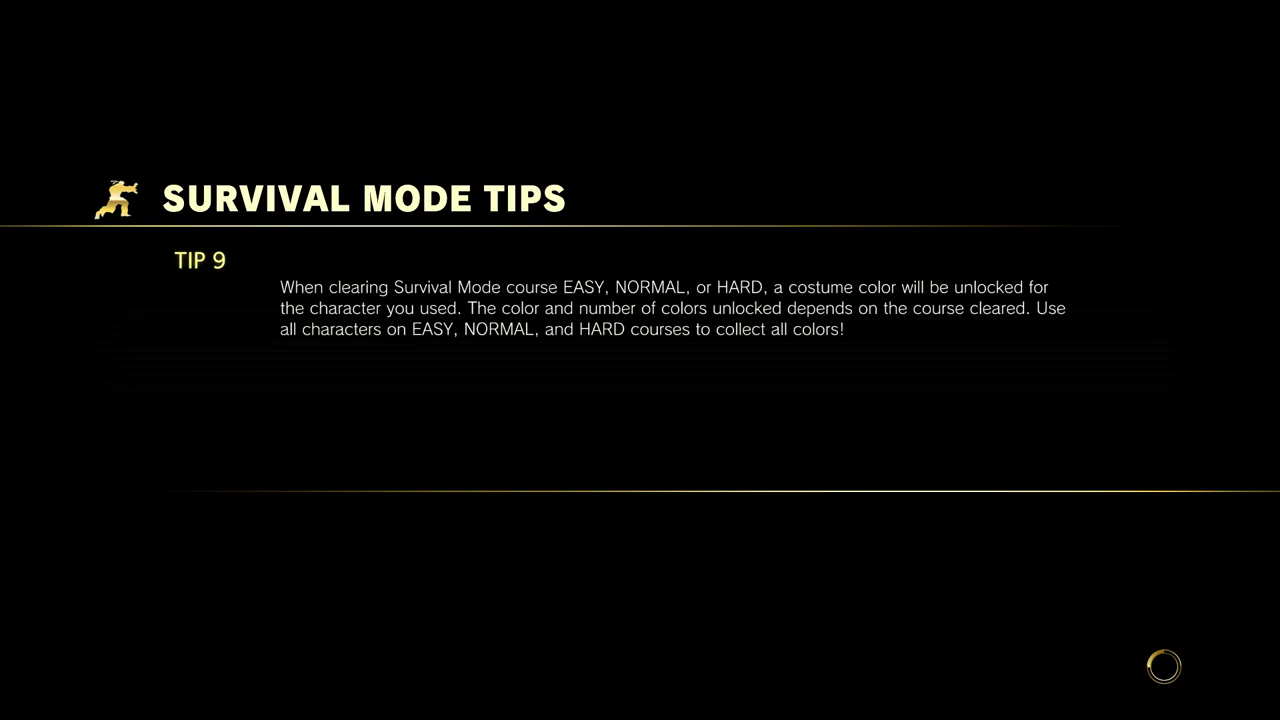 SURVIVAL MODE TIPS
TIP 9
When clearing Survival Mode course EASY, NORMAL, or HARD, a costume color will be unlocked for
the character you used. The color and number of colors unlocked depends on the course cleared. Use
all characters on EASY, NORMAL, and HARD courses to collect all colors!